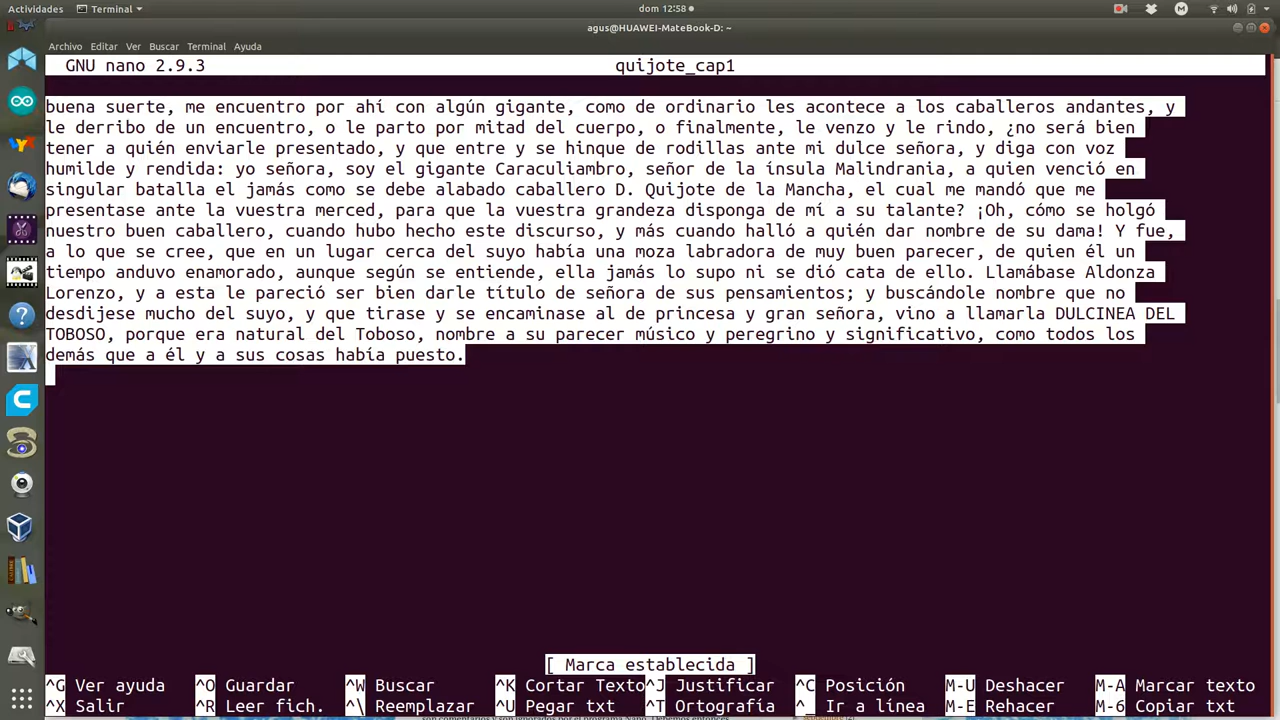 Actividades Terminal dom 12:58
agus@HUAWEI-MateBook-D: ~
Archivo Editar Ver Buscar Terminal Ayuda
GNU nano 2.9.3 quijote_cap1
buena suerte, me encuentro por ahí con algún gigante, como de ordinario les acontece a los caballeros andantes, y
le derribo de un encuentro, o le parto por mitad del cuerpo, o finalmente, le venzo y le rindo, ¿no será bien
tener a quién enviarle presentado, y que entre y se hinque de rodillas ante mi dulce señora, y diga con voz
humilde y rendida: yo señora, soy el gigante Caraculiambro, señor de la ínsula Malindrania, a quien venció en
singular batalla el jamás como se debe alabado caballero D. Quijote de la Mancha, el cual me mandó que me
presentase ante la vuestra merced, para que la vuestra grandeza disponga de mí a su talante? ¡Oh, cómo se holgó
nuestro buen caballero, cuando hubo hecho este discurso, y más cuando halló a quién dar nombre de su dama! Y fue,
a lo que se cree, que en un lugar cerca del suyo había una moza labradora de muy buen parecer, de quien él un
tiempo anduvo enamorado, aunque según se entiende, ella jamás lo supo ni se dió cata de ello. Llamábase Aldonza
Lorenzo, y a esta le pareció ser bien darle título de señora de sus pensamientos; y buscándole nombre que no
desdijese mucho del suyo, y que tirase y se encaminase al de princesa y gran señora, vino a llamarla DULCINEA DEL
TOBOSO, porque era natural del Toboso, nombre a su parecer músico y peregrino y significativo, como todos los
demás que a él y a sus cosas había puesto.
[ Marca establecida ]
^G Ver ayuda ^O Guardar ^W Buscar ^K Cortar Texto ^J Justificar ^C Posición M-U Deshacer M-A Marcar texto
^X Salir ^R Leer fich. ^\ Reemplazar ^U Pegar txt ^T Ortografía ^_ Ir a línea M-E Rehacer M-6 Copiar txt